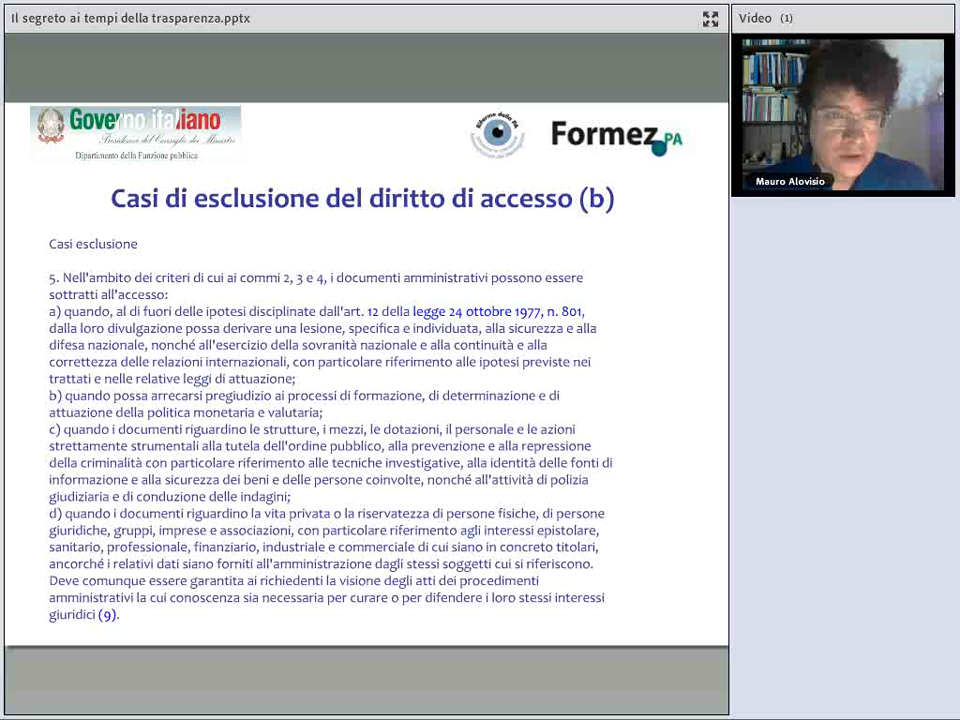 Il segreto ai tempi della trasparenza.pptx
Video (1)
Governo italiano
Presidenza del Consiglio dei Ministri
Dipartimento della Funzione pubblica
Riforme della PA
Formez PA
Mauro Alovisio
Casi di esclusione del diritto di accesso (b)
Casi esclusione
5. Nell'ambito dei criteri di cui ai commi 2, 3 e 4, i documenti amministrativi possono essere
sottratti all'accesso:
a) quando, al di fuori delle ipotesi disciplinate dall'art. 12 della legge 24 ottobre 1977, n. 801,
dalla loro divulgazione possa derivare una lesione, specifica e individuata, alla sicurezza e alla
difesa nazionale, nonché all'esercizio della sovranità nazionale e alla continuità e alla
correttezza delle relazioni internazionali, con particolare riferimento alle ipotesi previste nei
trattati e nelle relative leggi di attuazione;
b) quando possa arrecarsi pregiudizio ai processi di formazione, di determinazione e di
attuazione della politica monetaria e valutaria;
c) quando i documenti riguardino le strutture, i mezzi, le dotazioni, il personale e le azioni
strettamente strumentali alla tutela dell'ordine pubblico, alla prevenzione e alla repressione
della criminalità con particolare riferimento alle tecniche investigative, alla identità delle fonti di
informazione e alla sicurezza dei beni e delle persone coinvolte, nonché all'attività di polizia
giudiziaria e di conduzione delle indagini;
d) quando i documenti riguardino la vita privata o la riservatezza di persone fisiche, di persone
giuridiche, gruppi, imprese e associazioni, con particolare riferimento agli interessi epistolare,
sanitario, professionale, finanziario, industriale e commerciale di cui siano in concreto titolari,
ancorché i relativi dati siano forniti all'amministrazione dagli stessi soggetti cui si riferiscono.
Deve comunque essere garantita ai richiedenti la visione degli atti dei procedimenti
amministrativi la cui conoscenza sia necessaria per curare o per difendere i loro stessi interessi
giuridici (9).